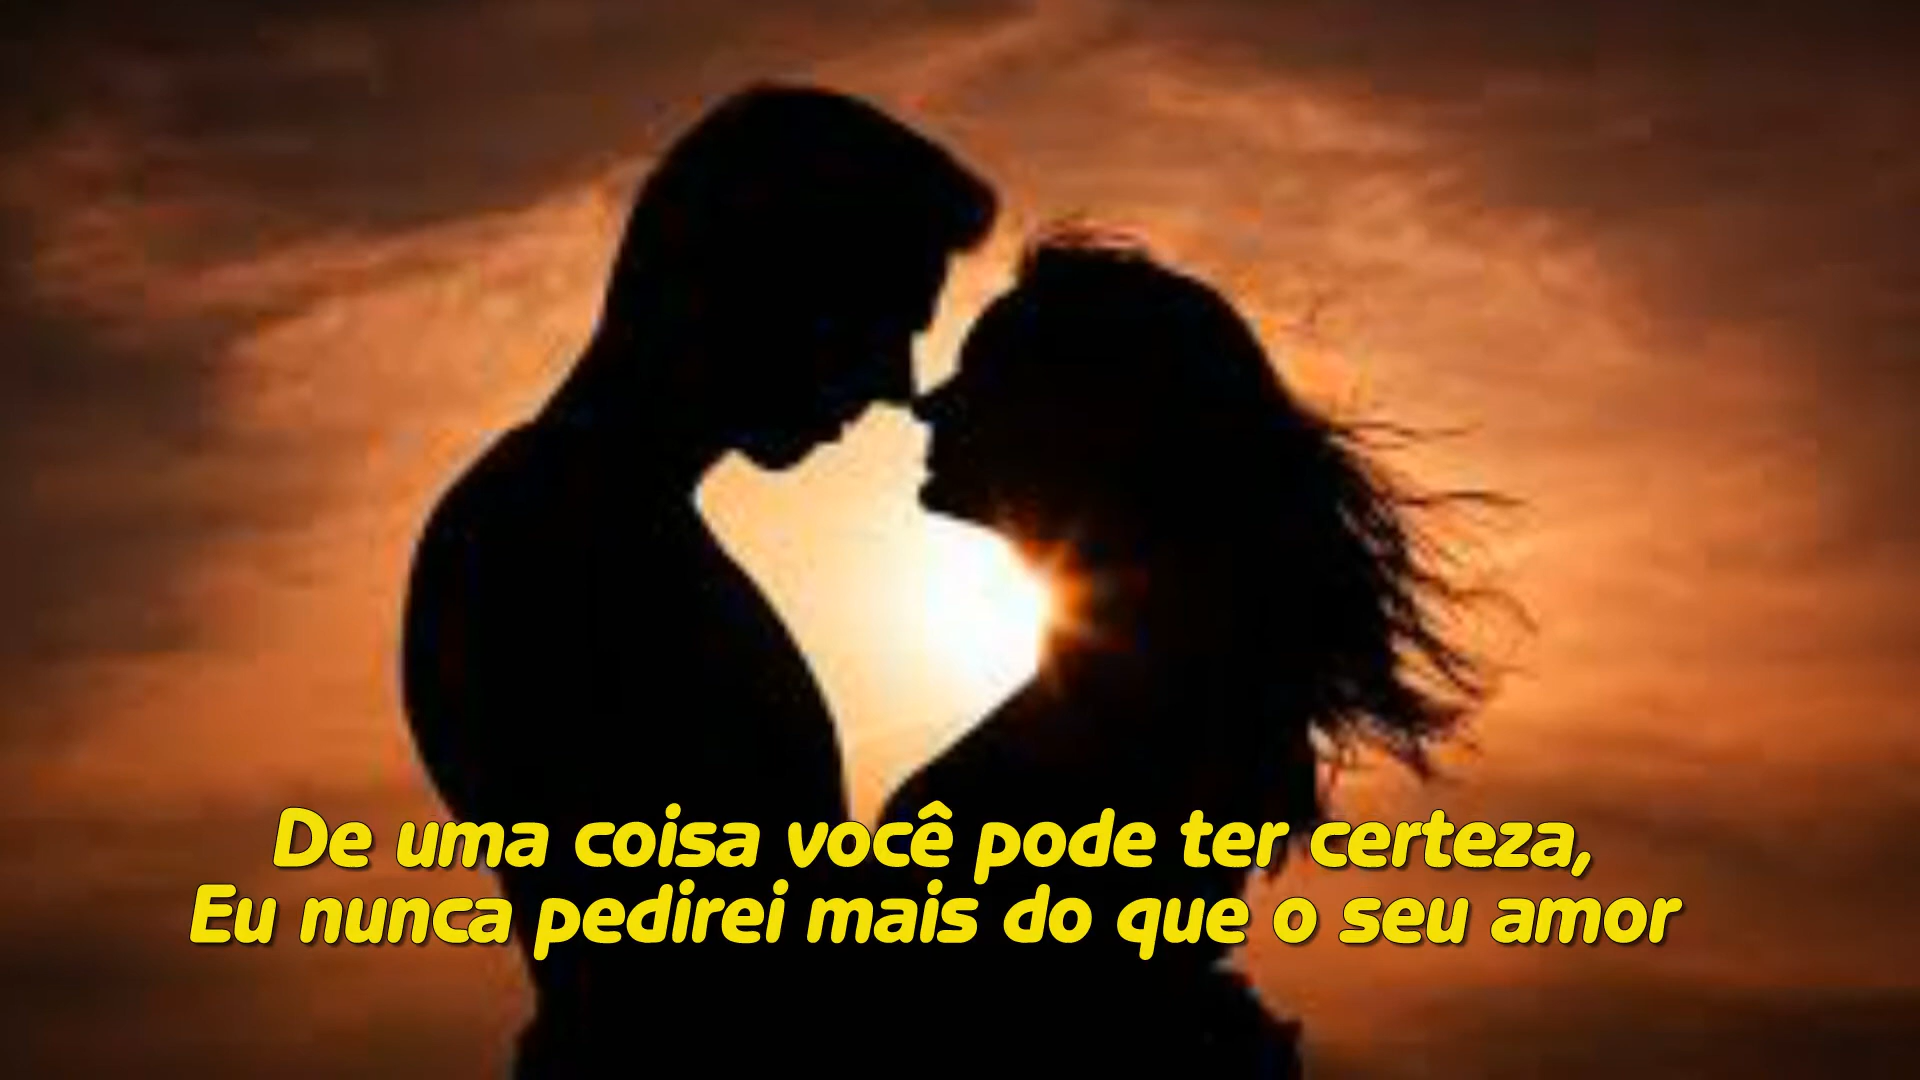 De uma coisa você pode ter certeza,
Eu nunca pedirei mais do que o seu amor